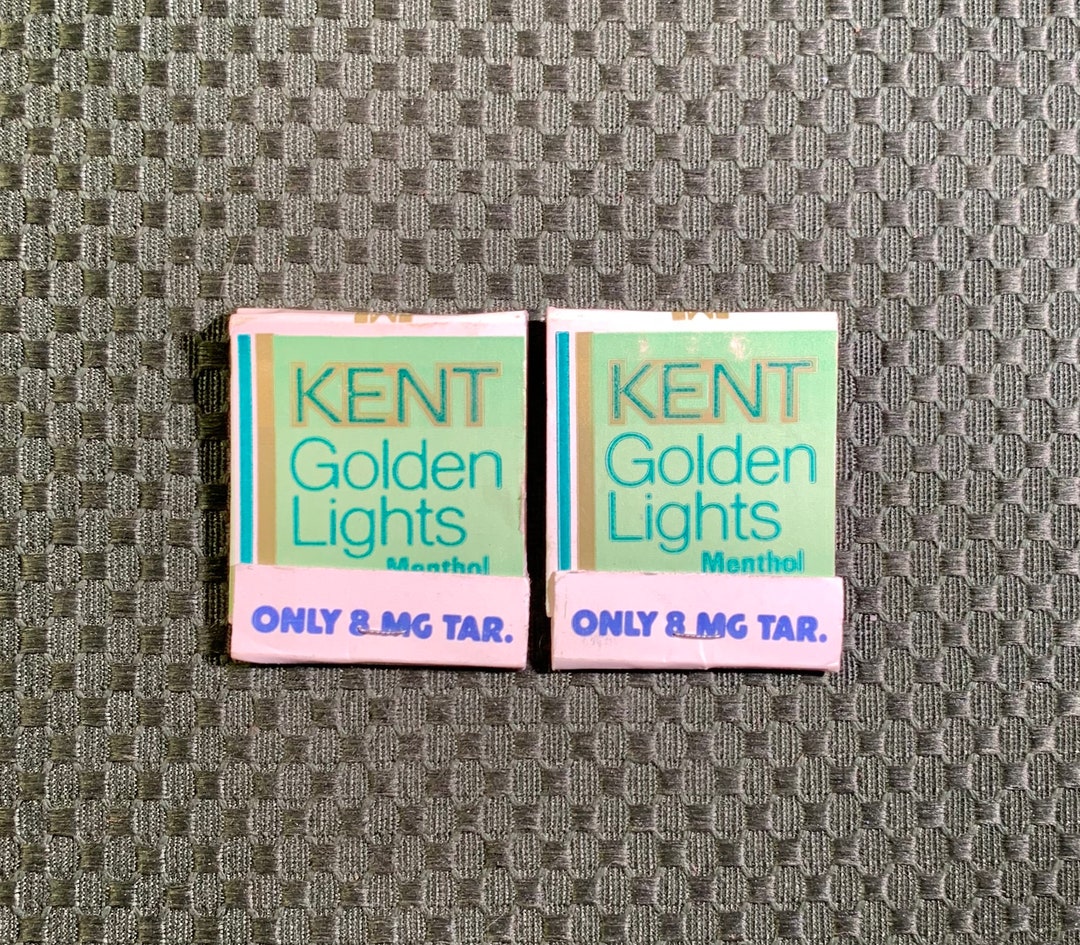 KENT
Golden
Lights
Menthol
ONLY 8 MG TAR.
KENT
Golden
Lights
Menthol
ONLY 8 MG TAR.